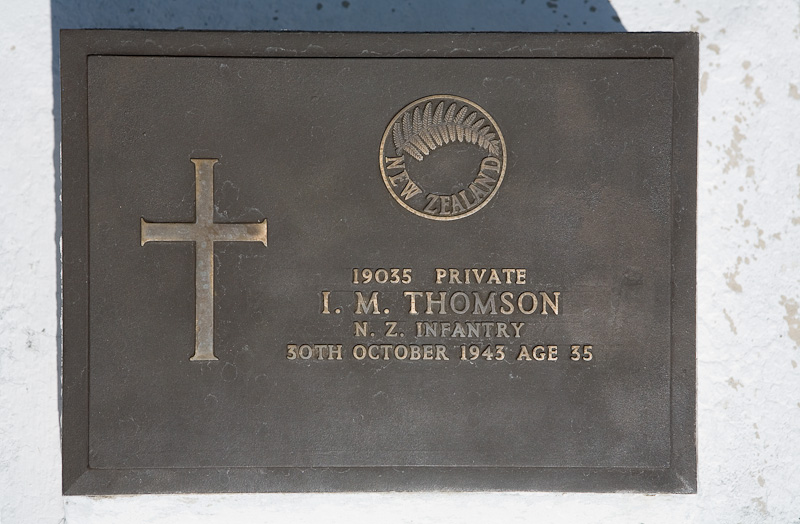 NEW ZEALAND
19035 PRIVATE
I. M. THOMSON
N. Z. INFANTRY
30TH OCTOBER 1943 AGE 35